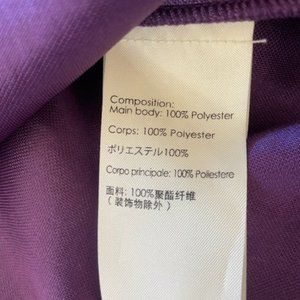 Composition:
Main body: 100% Polyester
Corps: 100% Polyester
ポリエステル100%
Corpo principale: 100% Poliestere
面料: 100%聚酯纤维
( 装饰物除外 )